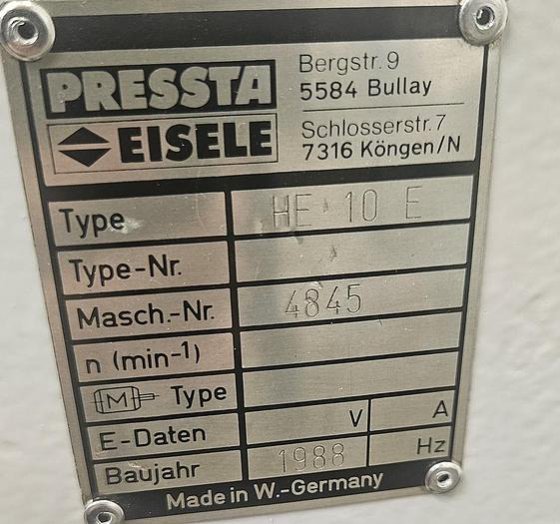 PRESSTA
EISELE
Bergstr. 9
5584 Bullay
Schlosserstr. 7
7316 Köngen/N
Type HE 10 E
Type-Nr.
Masch.-Nr. 4845
n (min-1)
M Type
E-Daten V A
Baujahr 1988 Hz
Made in W.-Germany